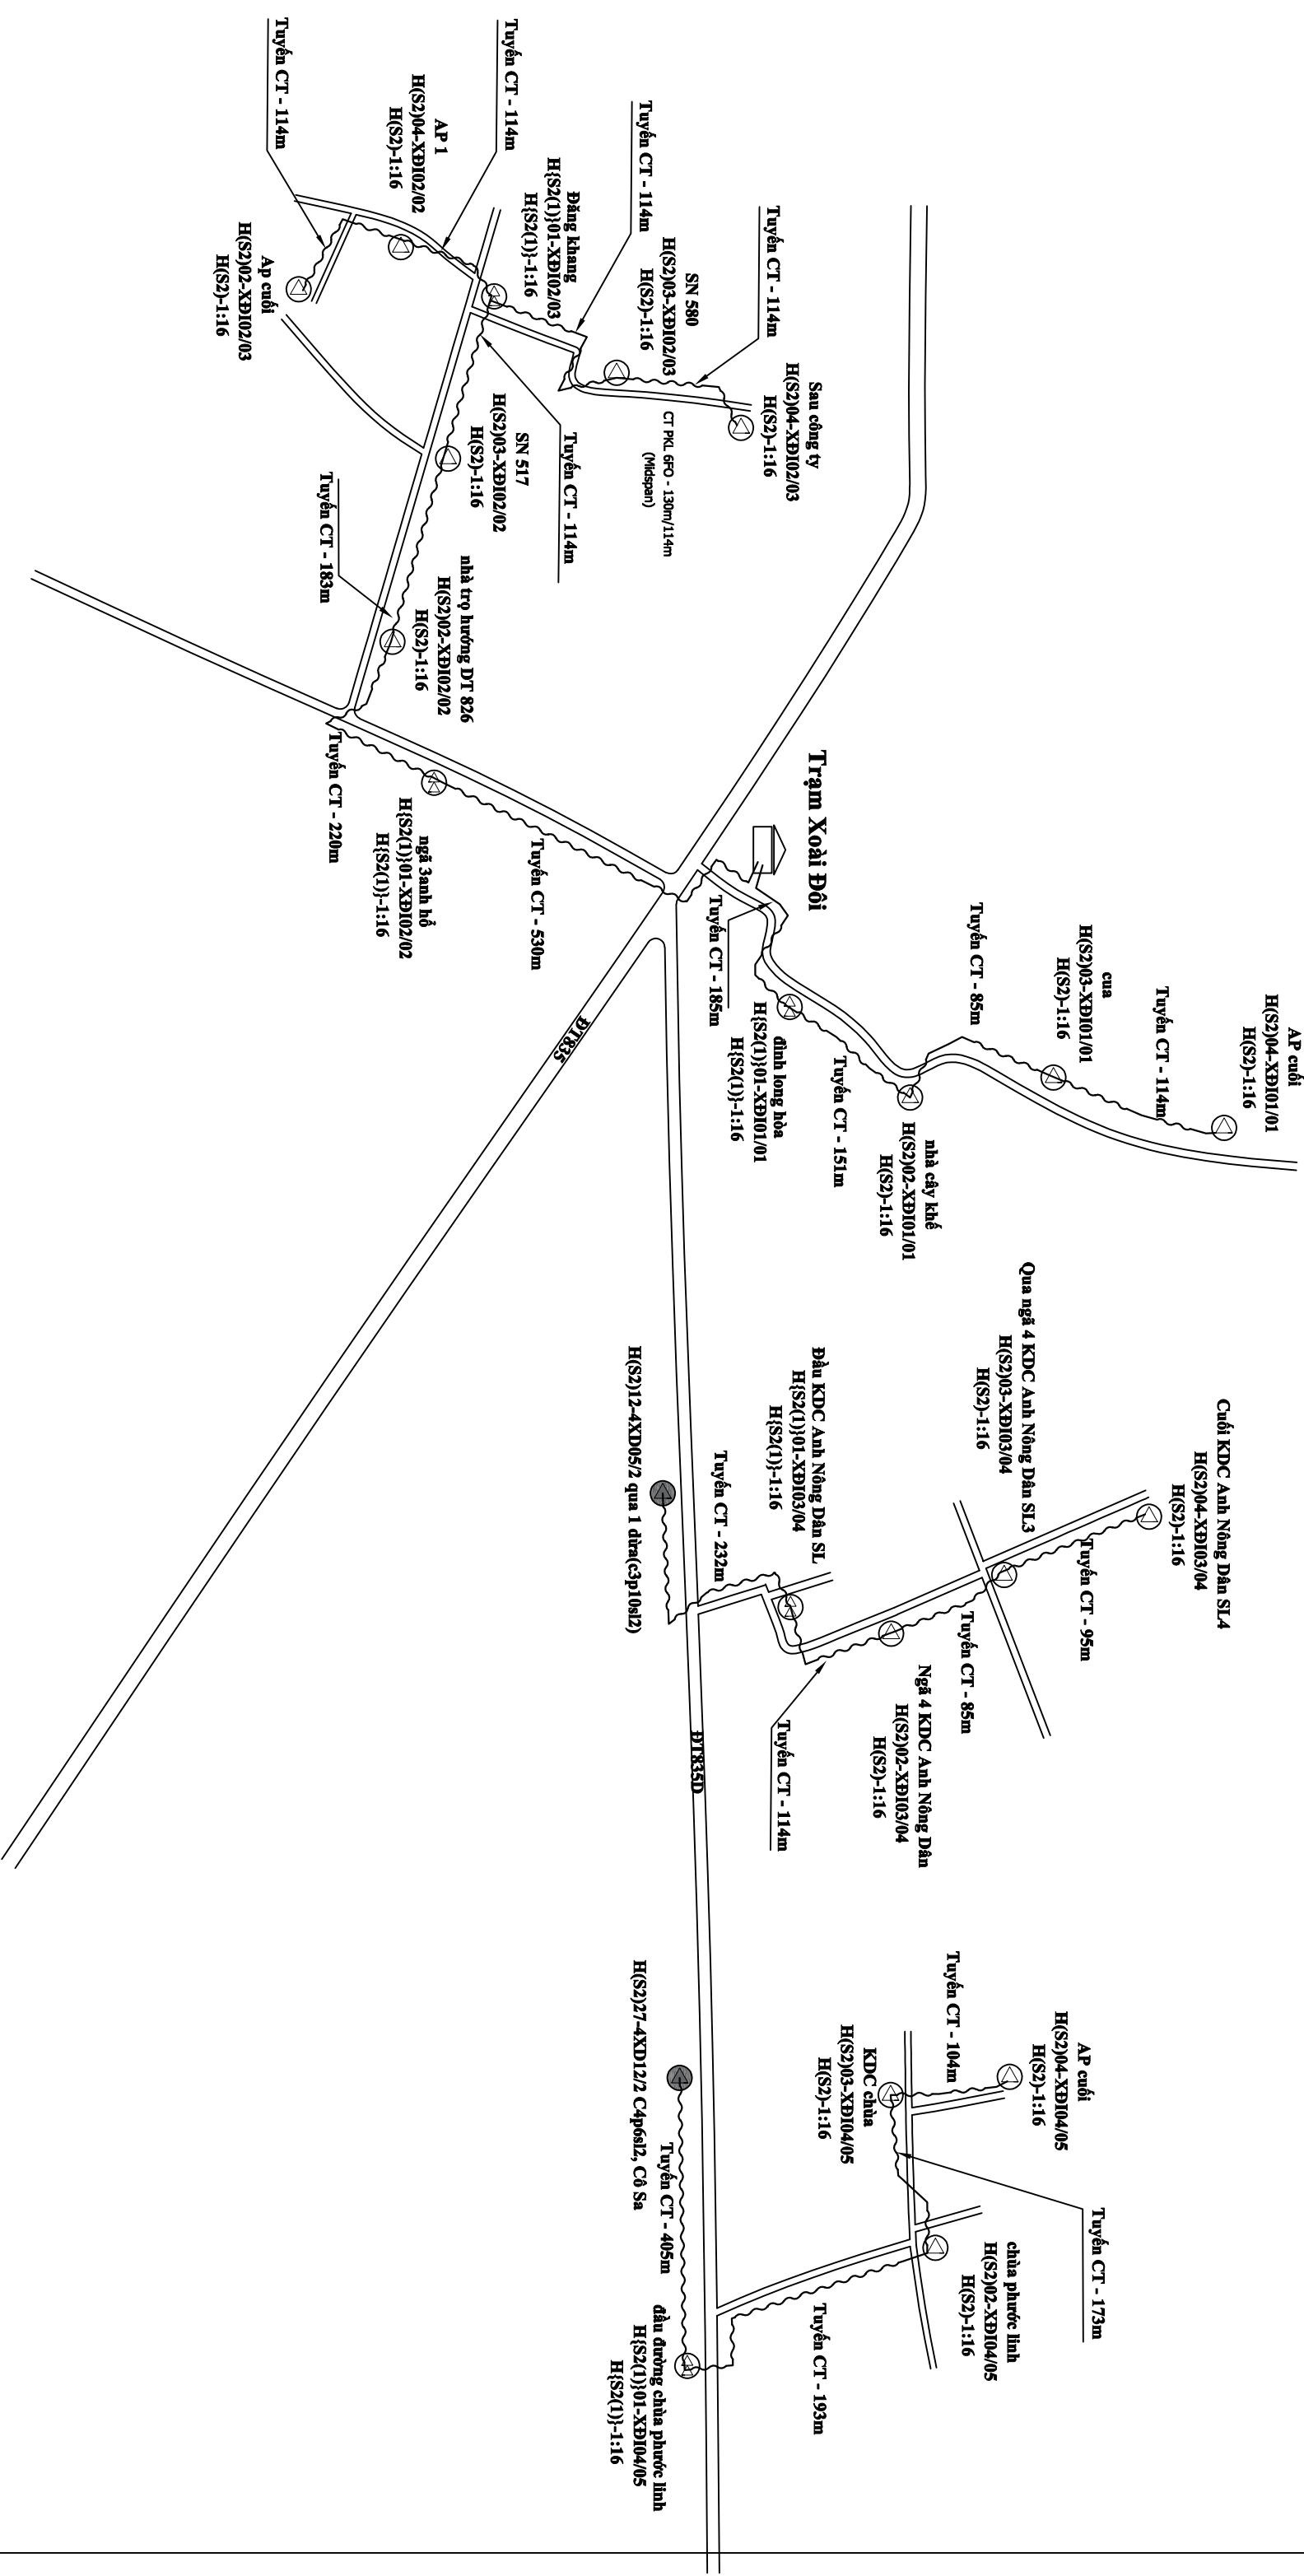 Tuyến CT - 114m
Tuyến CT - 114m
AP 1
H(S2)04-XĐI02/02
H(S2)-1:16
Ap cuối
H(S2)02-XĐI02/03
H(S2)-1:16
Tuyến CT - 114m
Đăng khang
H{S2(1)}01-XĐI02/03
H{S2(1)}-1:16
Tuyến CT - 114m
SN 580
H(S2)03-XĐI02/03
H(S2)-1:16
Sau công ty
H(S2)04-XĐI02/03
H(S2)-1:16
CT PKL 6FO - 130m/114m
(Midspan)
Tuyến CT - 114m
SN 517
H(S2)03-XĐI02/02
H(S2)-1:16
Tuyến CT - 183m
nhà trọ hướng DT 826
H(S2)02-XĐI02/02
H(S2)-1:16
Tuyến CT - 220m
ngã 3anh hổ
H{S2(1)}01-XĐI02/02
H{S2(1)}-1:16
Tuyến CT - 530m
Trạm Xoài Đôi
Tuyến CT - 185m
đình long hòa
H{S2(1)}01-XĐI01/01
H{S2(1)}-1:16
Tuyến CT - 151m
nhà cây khế
H(S2)02-XĐI01/01
H(S2)-1:16
Tuyến CT - 85m
cua
H(S2)03-XĐI01/01
H(S2)-1:16
Tuyến CT - 114m
AP cuối
H(S2)04-XĐI01/01
H(S2)-1:16
ĐT835
H(S2)12-4XD05/2 qua 1 dừa(c3p10sl2)
Tuyến CT - 232m
Đầu KDC Anh Nông Dân SL
H{S2(1)}01-XĐI03/04
H{S2(1)}-1:16
Qua ngã 4 KDC Anh Nông Dân SL3
H(S2)03-XĐI03/04
H(S2)-1:16
Cuối KDC Anh Nông Dân SL4
H(S2)04-XĐI03/04
H(S2)-1:16
Tuyến CT - 95m
Tuyến CT - 85m
Ngã 4 KDC Anh Nông Dân
H(S2)02-XĐI03/04
H(S2)-1:16
Tuyến CT - 114m
ĐT835D
H(S2)27-4XD12/2 C4p6sl2, Cô Sa
Tuyến CT - 405m
Tuyến CT - 104m
AP cuối
H(S2)04-XĐI04/05
H(S2)-1:16
KDC chùa
H(S2)03-XĐI04/05
H(S2)-1:16
Tuyến CT - 173m
chùa phước linh
H(S2)02-XĐI04/05
H(S2)-1:16
Tuyến CT - 193m
đầu đường chùa phước linh
H{S2(1)}01-XĐI04/05
H{S2(1)}-1:16